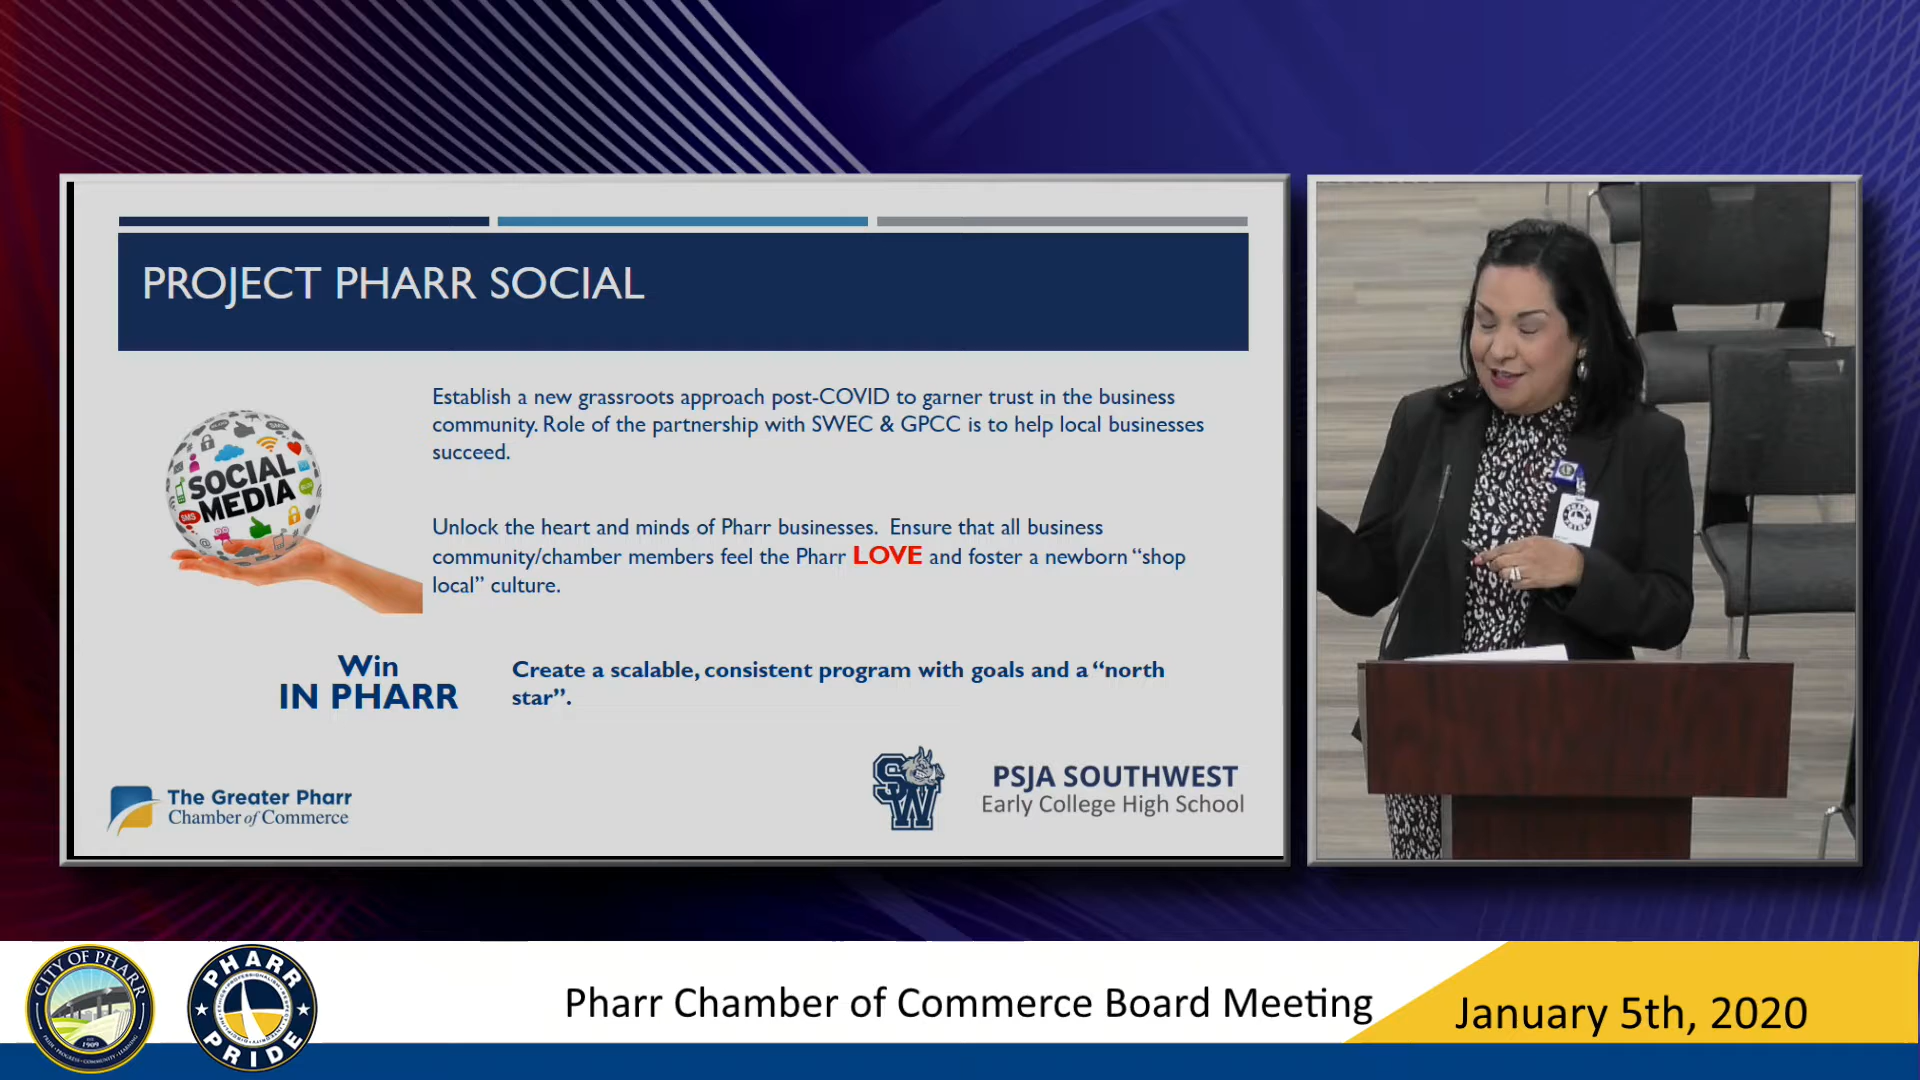 PROJECT PHARR SOCIAL
Establish a new grassroots approach post-COVID to garner trust in the business
community. Role of the partnership with SWEC & GPCC is to help local businesses
succeed.
SOCIAL
MEDIA
SMS
Unlock the heart and minds of Pharr businesses.  Ensure that all business
community/chamber members feel the Pharr LOVE and foster a newborn “shop
local” culture.
Win
IN PHARR
Create a scalable, consistent program with goals and a “north
star”.
The Greater Pharr
Chamber of Commerce
SW
PSJA SOUTHWEST
Early College High School
CITY OF PHARR
1909
PHARR
PRIDE
Pharr Chamber of Commerce Board Meeting
January 5th, 2020